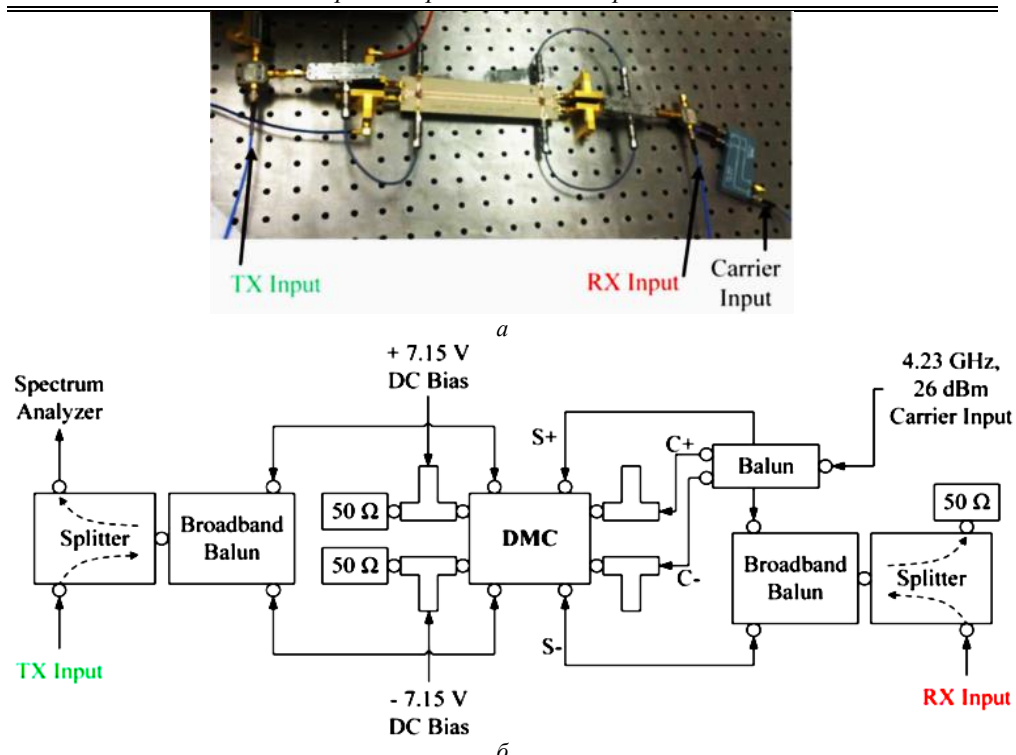 TX Input
RX Input
Carrier
Input
а
+ 7.15 V
DC Bias
4.23 GHz,
26 dBm
Carrier Input
Spectrum
Analyzer
S+
C+
Balun
50 Ω
50 Ω
Splitter
Broadband
Balun
DMC
50 Ω
C-
Broadband
Balun
Splitter
S-
TX Input
RX Input
- 7.15 V
DC Bias
б